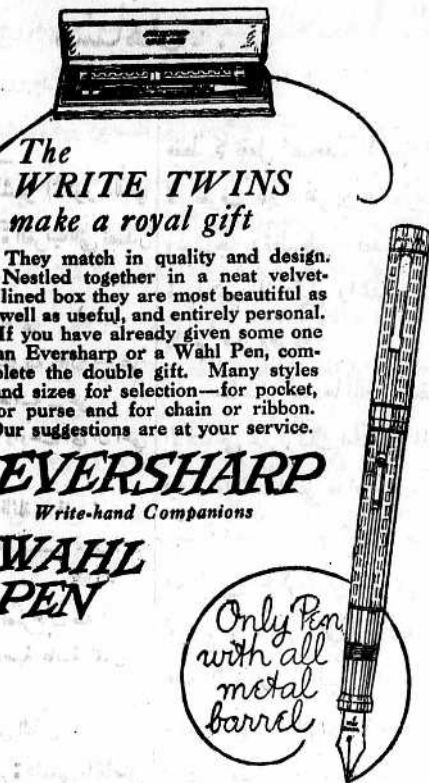 The
WRITE TWINS
make a royal gift
They match in quality and design.
Nestled together in a neat velvet-
lined box they are most beautiful as
well as useful, and entirely personal.
If you have already given some one
an Eversharp or a Wahl Pen, com-
plete the double gift. Many styles
and sizes for selection—for pocket,
for purse and for chain or ribbon.
Our suggestions are at your service.
EVERSHARP
Write-hand Companions
WAHL
PEN
Only Pen
with all
metal
barrel